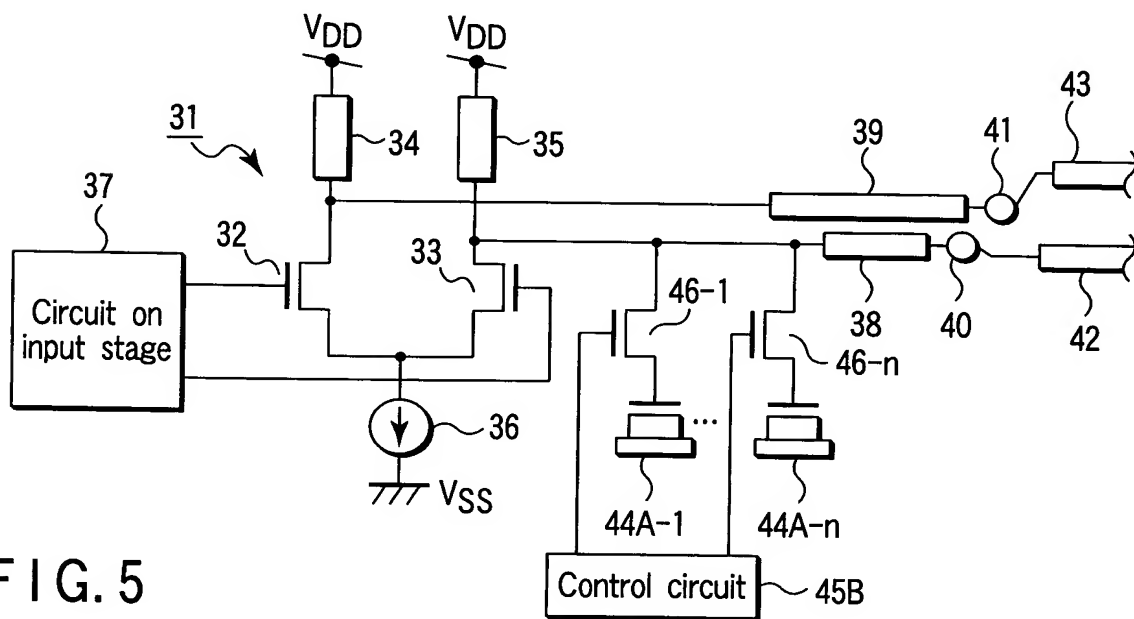 VDD
VDD
31
34
35
43
41
39
37
32
33
Circuit on
input stage
46-1
38
40
42
46-n
36
...
VSS
44A-1
44A-n
Control circuit
45B
FIG. 5